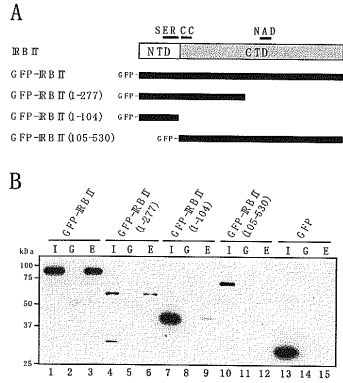 A
SER CC NAD
IRBIT NTD CTD
GFP-IRBIT GFP-
GFP-IRBIT(1-277) GFP-
GFP-IRBIT(1-104) GFP-
GFP-IRBIT(105-530) GFP-
B
GFP-IRBIT GFP-IRBIT (1-277) GFP-IRBIT (1-104) GFP-IRBIT (105-530) GFP
kDa I G E I G E I G E I G E I G E
100
75
50
37
25
1 2 3 4 5 6 7 8 9 10 11 12 13 14 15